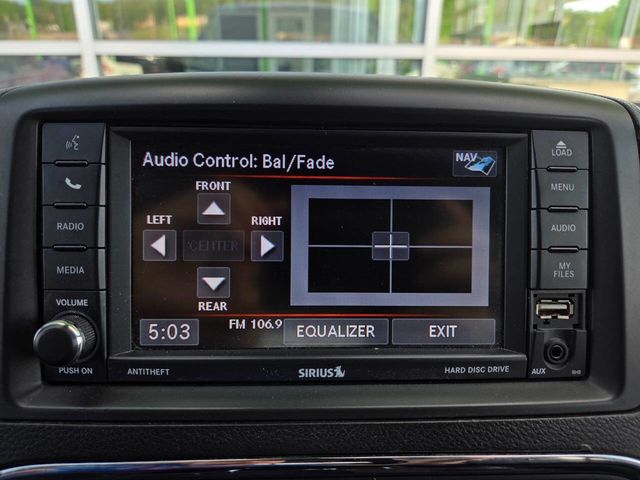 Audio Control: Bal/Fade
NAV
FRONT
LEFT
RIGHT
CENTER
REAR
FM 106.9
5:03
EQUALIZER
EXIT
RADIO
MEDIA
VOLUME
PUSH ON
LOAD
MENU
AUDIO
MY
FILES
ANTITHEFT
SIRIUS
HARD DISC DRIVE
AUX